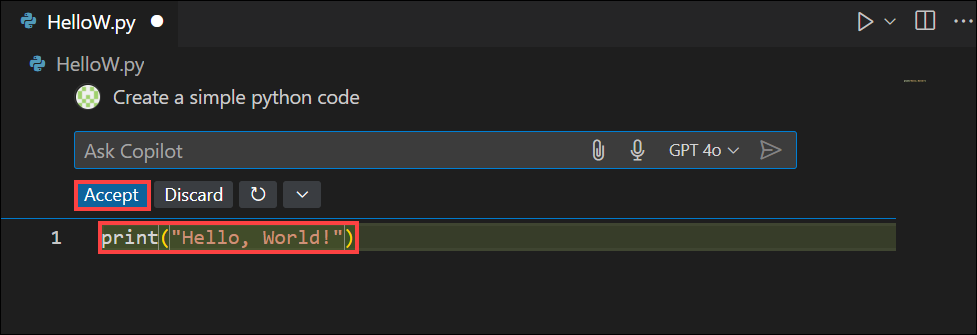 HelloW.py
HelloW.py
Create a simple python code
Ask Copilot GPT 4o
Accept Discard
1 print("Hello, World!")